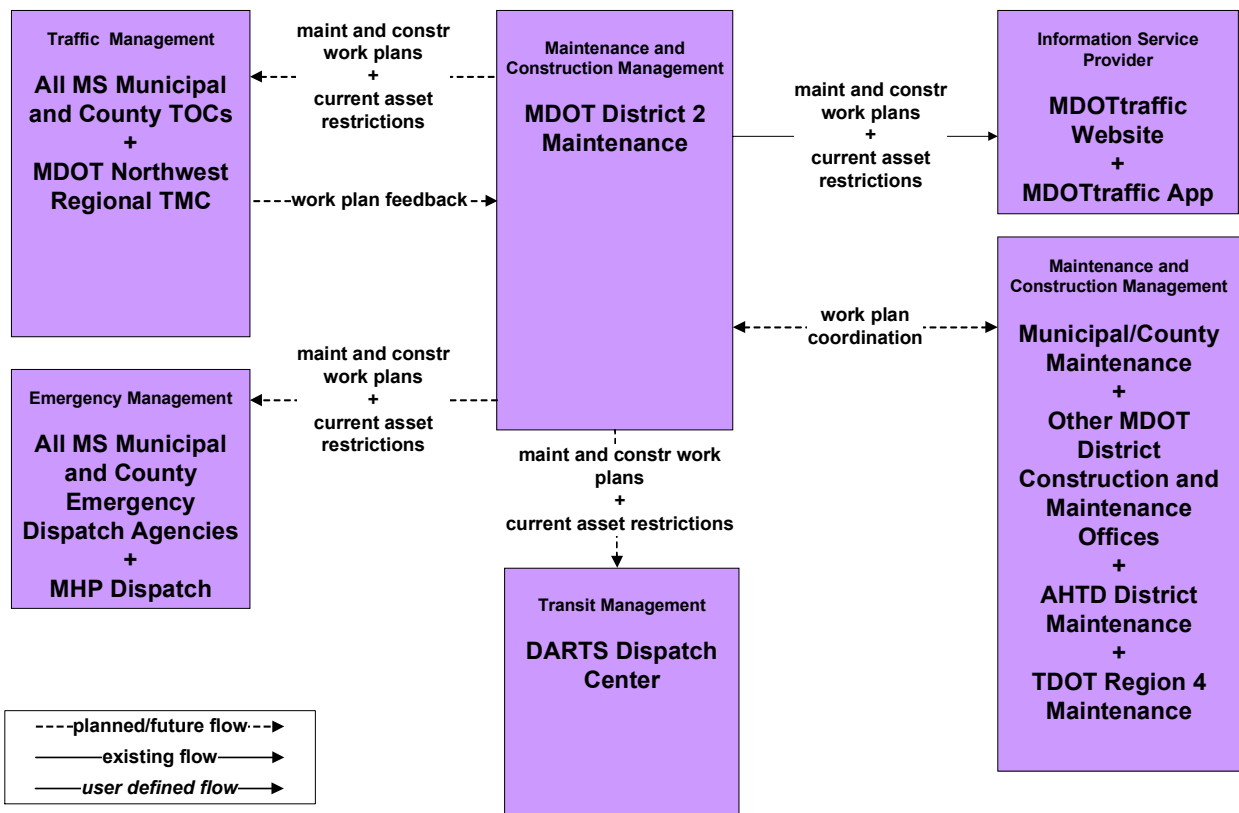 Traffic Management
All MS Municipal
and County TOCs
+
MDOT Northwest
Regional TMC
maint and constr
work plans
+
current asset
restrictions
work plan feedback
Maintenance and
Construction Management
MDOT District 2
Maintenance
maint and constr
work plans
+
current asset
restrictions
Information Service
Provider
MDOTtraffic
Website
+
MDOTtraffic App
work plan
coordination
Maintenance and
Construction Management
Municipal/County
Maintenance
+
Other MDOT
District
Construction and
Maintenance
Offices
+
AHTD District
Maintenance
+
TDOT Region 4
Maintenance
Emergency Management
All MS Municipal
and County
Emergency
Dispatch Agencies
+
MHP Dispatch
maint and constr
work plans
+
current asset
restrictions
maint and constr work
plans
+
current asset restrictions
Transit Management
DARTS Dispatch
Center
planned/future flow
existing flow
user defined flow